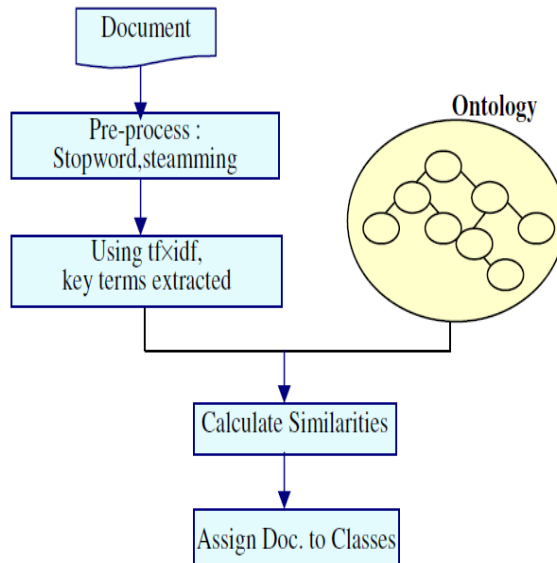 Document
Ontology
Pre-process :
Stopword,steamming
Using tf×idf,
key terms extracted
Calculate Similarities
Assign Doc. to Classes